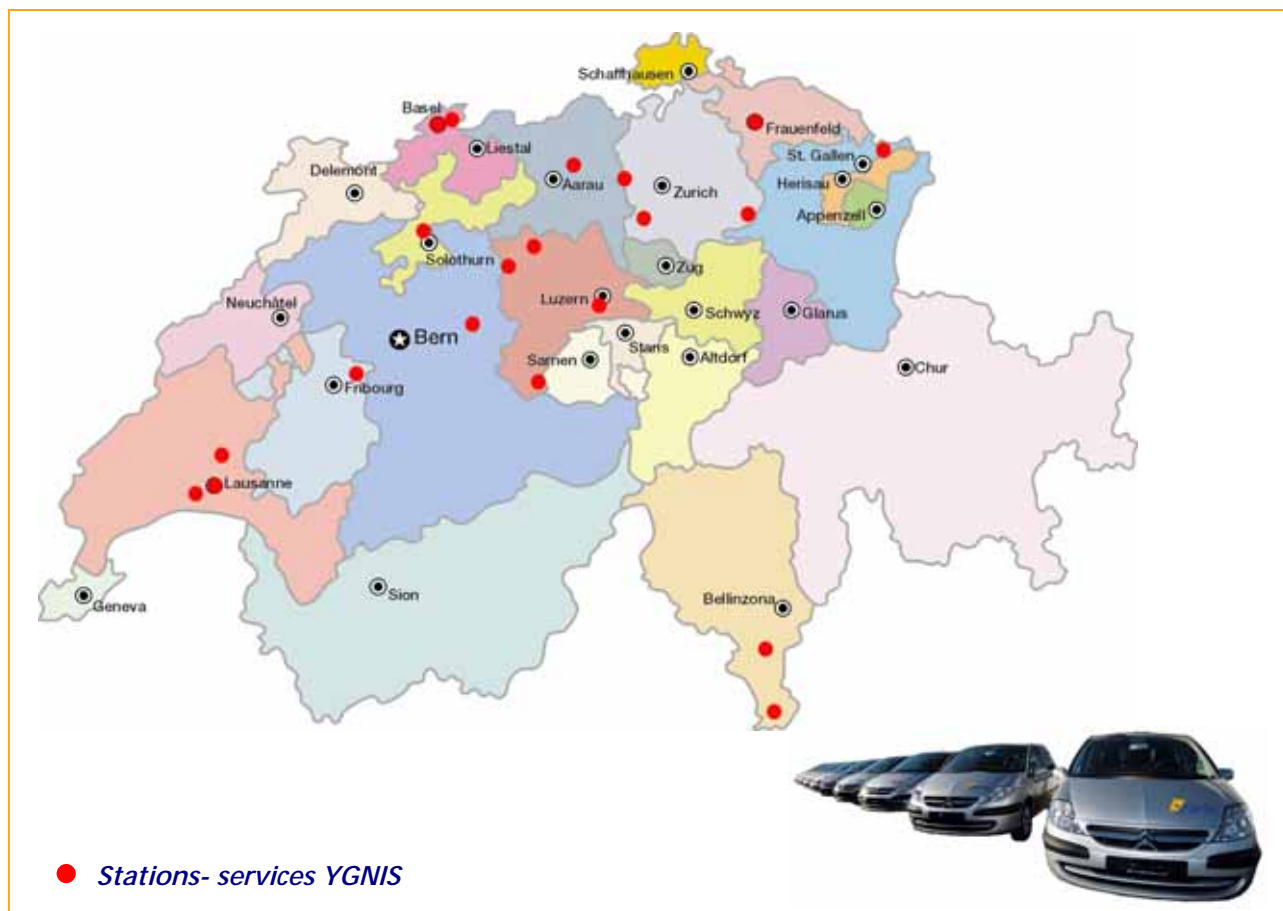 Schaffhausen
Basel
Frauenfeld
Liestal
St. Gallen
Delemont
Aarau
Zurich
Herisau
Appenzell
Solothurn
Zug
Neuchâtel
Luzern
Schwyz
Glarus
Bern
Stans
Sarnen
Altdorf
Chur
Fribourg
Lausanne
Geneva
Sion
Bellinzona
Stations- services YGNIS